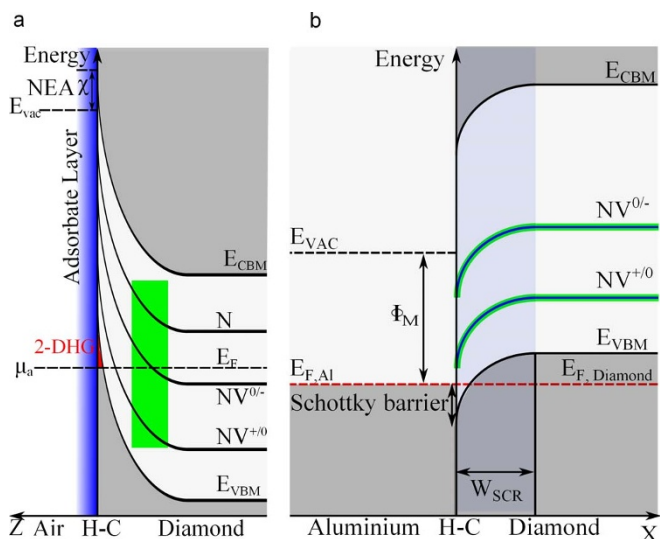 a
Energy
NEA χ
E_vac
Adsorbate Layer
E_CBM
N
2-DHG
E_F
μ_a
NV^0/-
NV^+/0
E_VBM
Z Air H-C Diamond
b
Energy
E_CBM
NV^0/-
E_VAC
NV^+/0
Φ_M
E_VBM
E_F,Al
E_F, Diamond
Schottky barrier
W_SCR
Aluminium H-C Diamond X